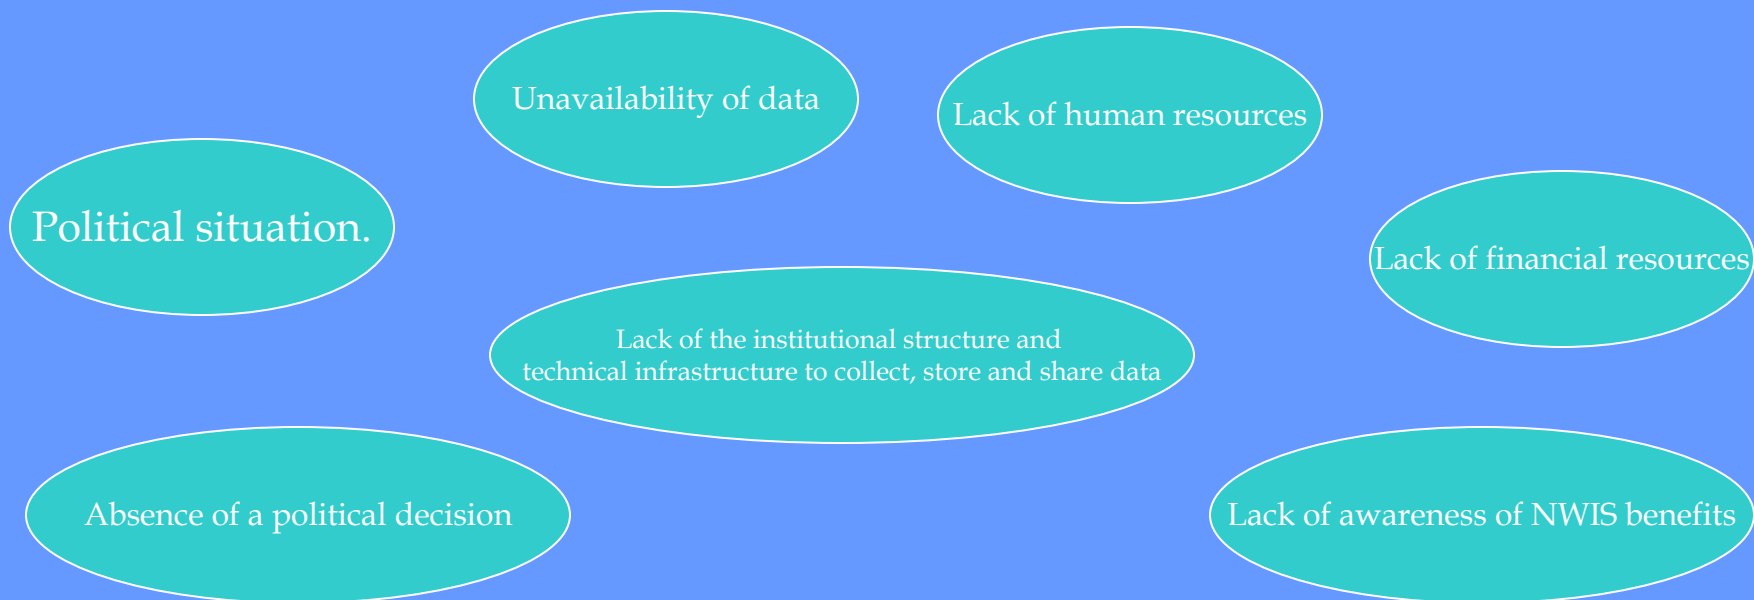 Unavailability of data
Lack of human resources
Political situation.
Lack of financial resources
Lack of the institutional structure and
technical infrastructure to collect, store and share data
Absence of a political decision
Lack of awareness of NWIS benefits